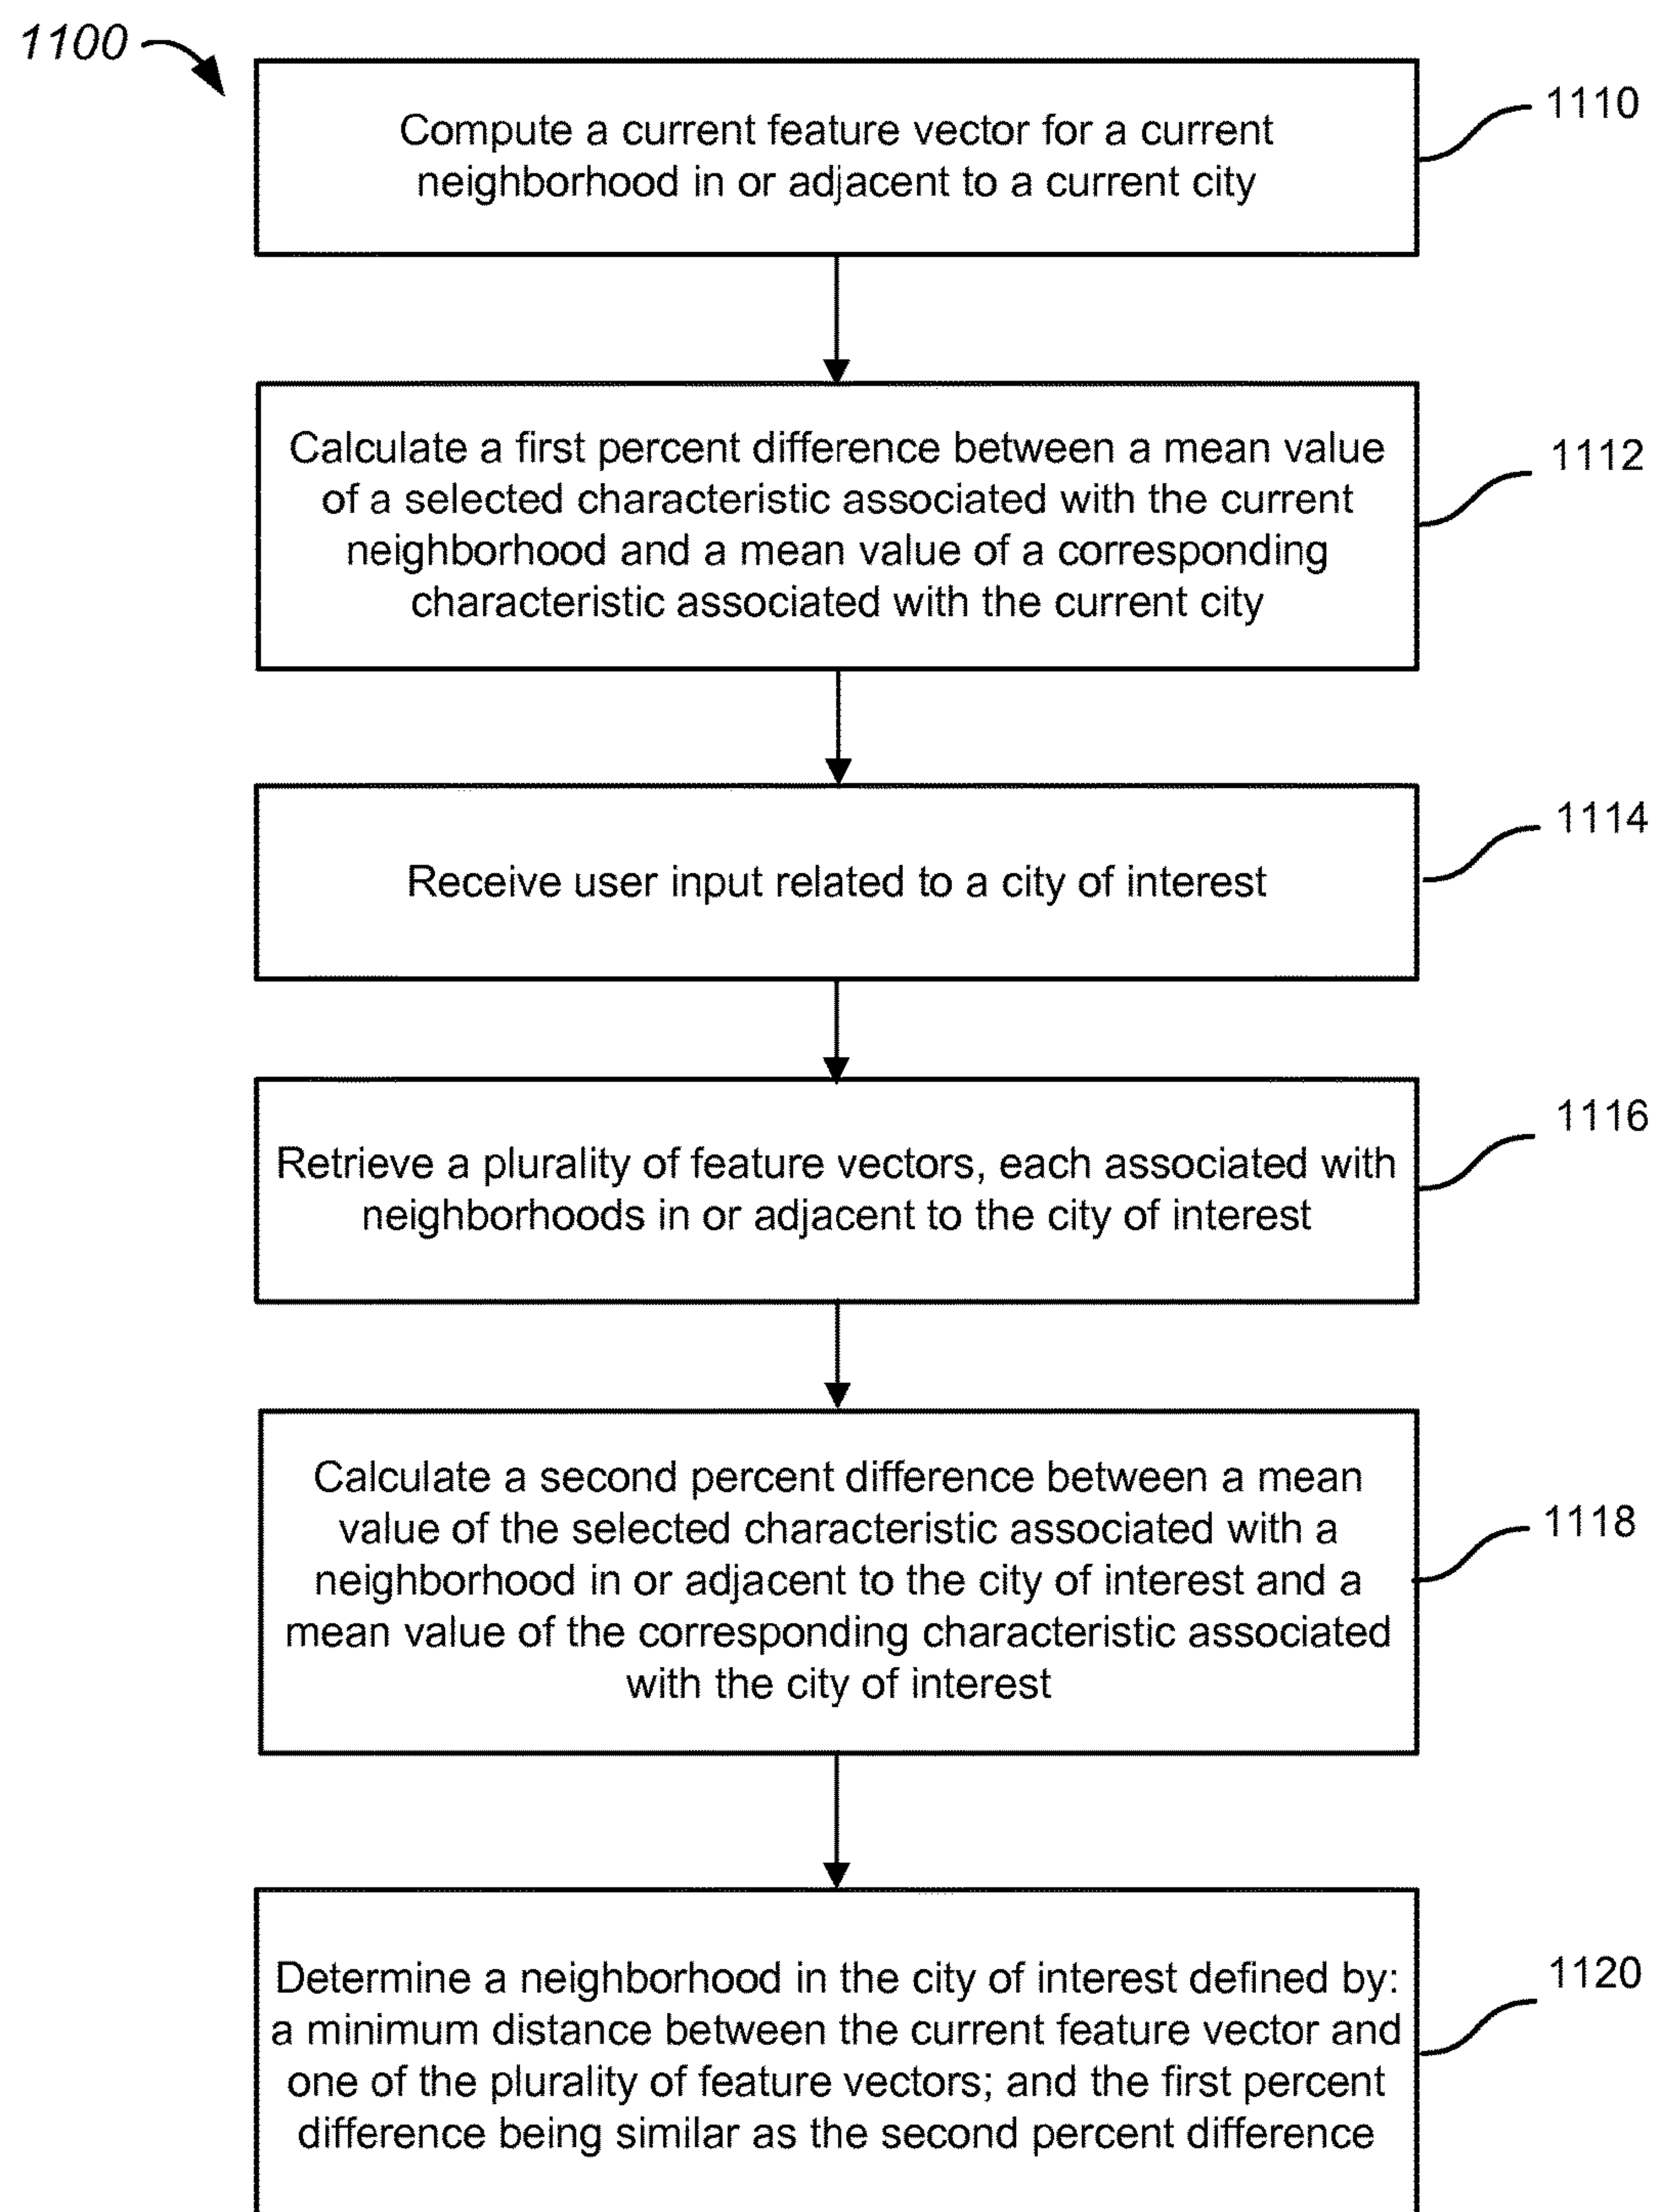 1100
Compute a current feature vector for a current
neighborhood in or adjacent to a current city
1110
Calculate a first percent difference between a mean value
of a selected characteristic associated with the current
neighborhood and a mean value of a corresponding
characteristic associated with the current city
1112
Receive user input related to a city of interest
1114
Retrieve a plurality of feature vectors, each associated with
neighborhoods in or adjacent to the city of interest
1116
Calculate a second percent difference between a mean
value of the selected characteristic associated with a
neighborhood in or adjacent to the city of interest and a
mean value of the corresponding characteristic associated
with the city of interest
1118
Determine a neighborhood in the city of interest defined by:
a minimum distance between the current feature vector and
one of the plurality of feature vectors; and the first percent
difference being similar as the second percent difference
1120